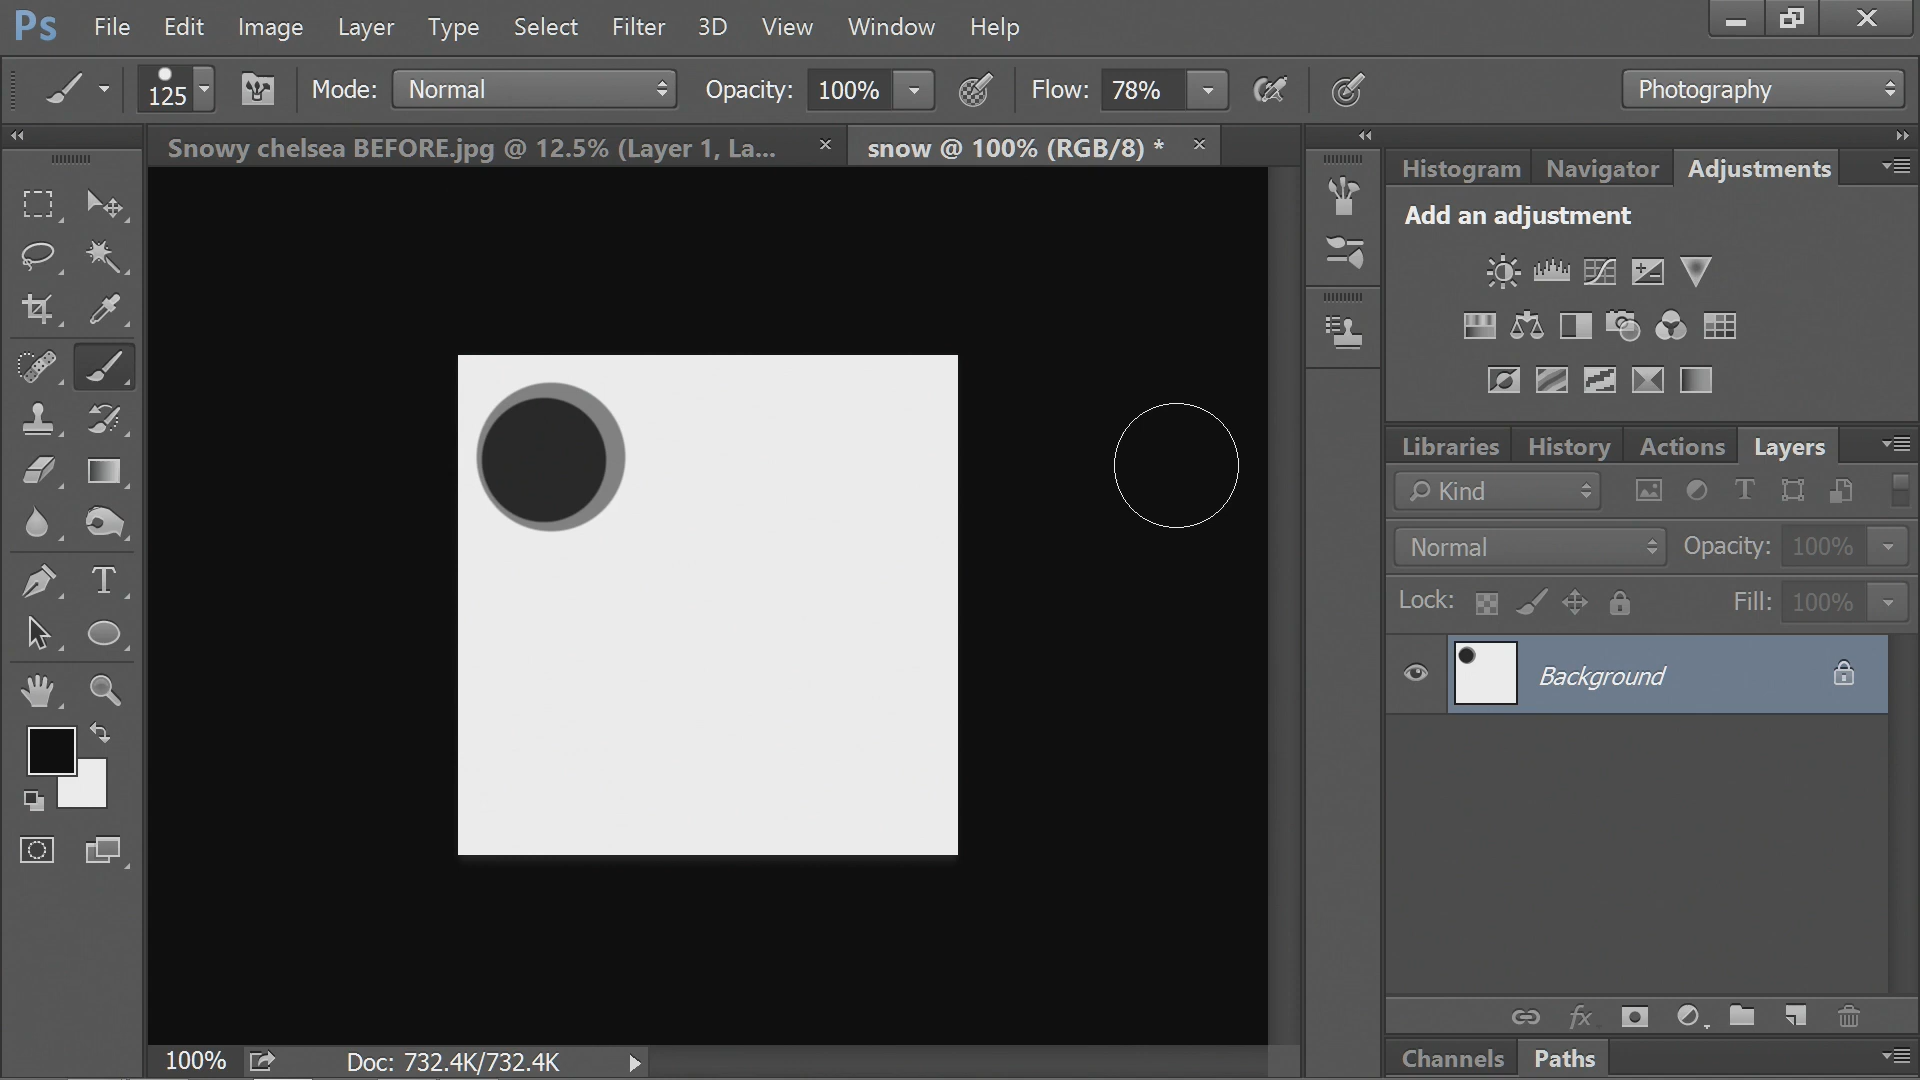 Ps File Edit Image Layer Type Select Filter 3D View Window Help
125 Mode: Normal Opacity: 100% Flow: 78% Photography
Snowy chelsea BEFORE.jpg @ 12.5% (Layer 1, La... snow @ 100% (RGB/8) *
Histogram Navigator Adjustments
Add an adjustment
Libraries History Actions Layers
Kind
Normal Opacity: 100%
Lock: Fill: 100%
Background
fx
100% Doc: 732.4K/732.4K
Channels Paths